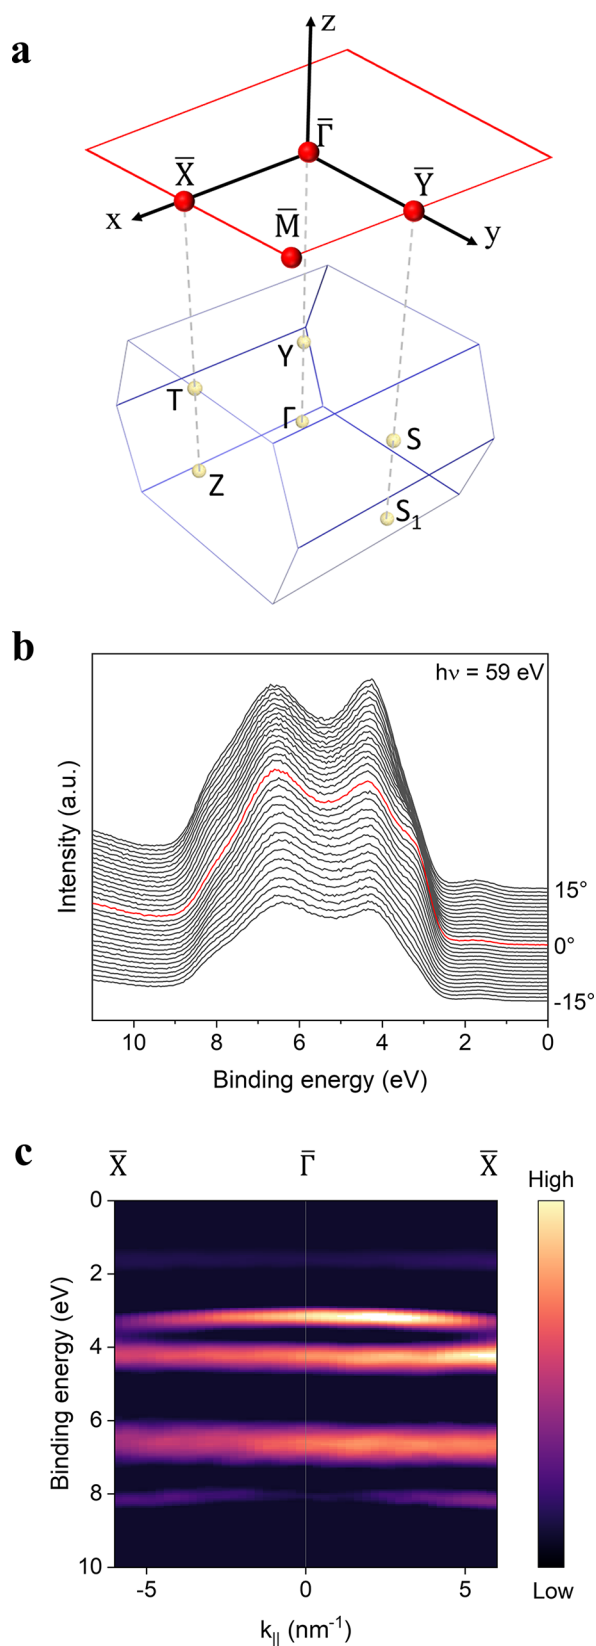 a
z
Γ̅
X̅
Y̅
x
M̅
y
Y
T
Γ
S
Z
S₁
b
hν = 59 eV
Intensity (a.u.)
15°
0°
-15°
10 8 6 4 2 0
Binding energy (eV)
c
X̅ Γ̅ X̅
High
0
2
4
6
8
10
Binding energy (eV)
Low
-5 0 5
k|| (nm⁻¹)